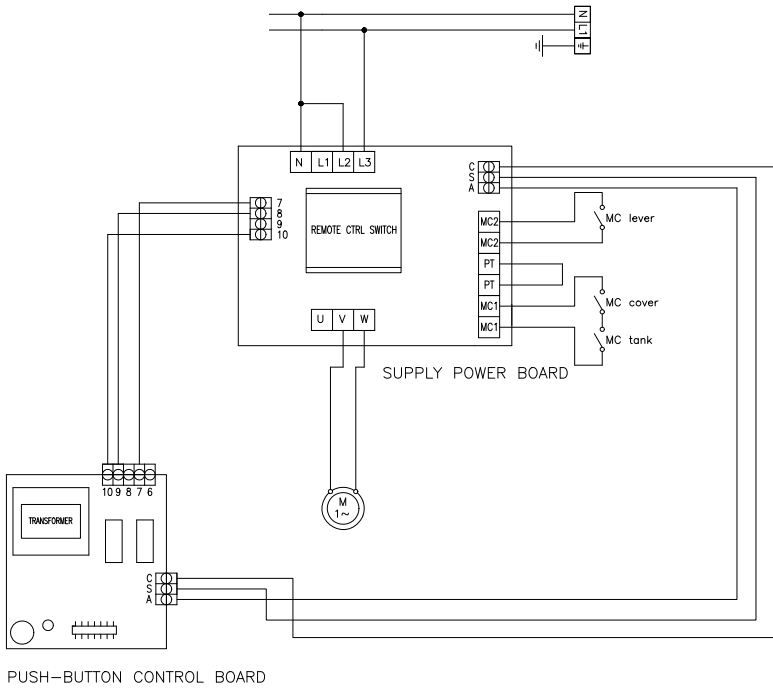 N
L1
N L1 L2 L3
C
S
A
7
8
9
10
REMOTE CTRL SWITCH
MC2
MC2
PT
PT
MC1
MC1
MC lever
MC cover
MC tank
U V W
SUPPLY POWER BOARD
M
1~
10 9 8 7 6
TRANSFORMER
C
S
A
PUSH-BUTTON CONTROL BOARD